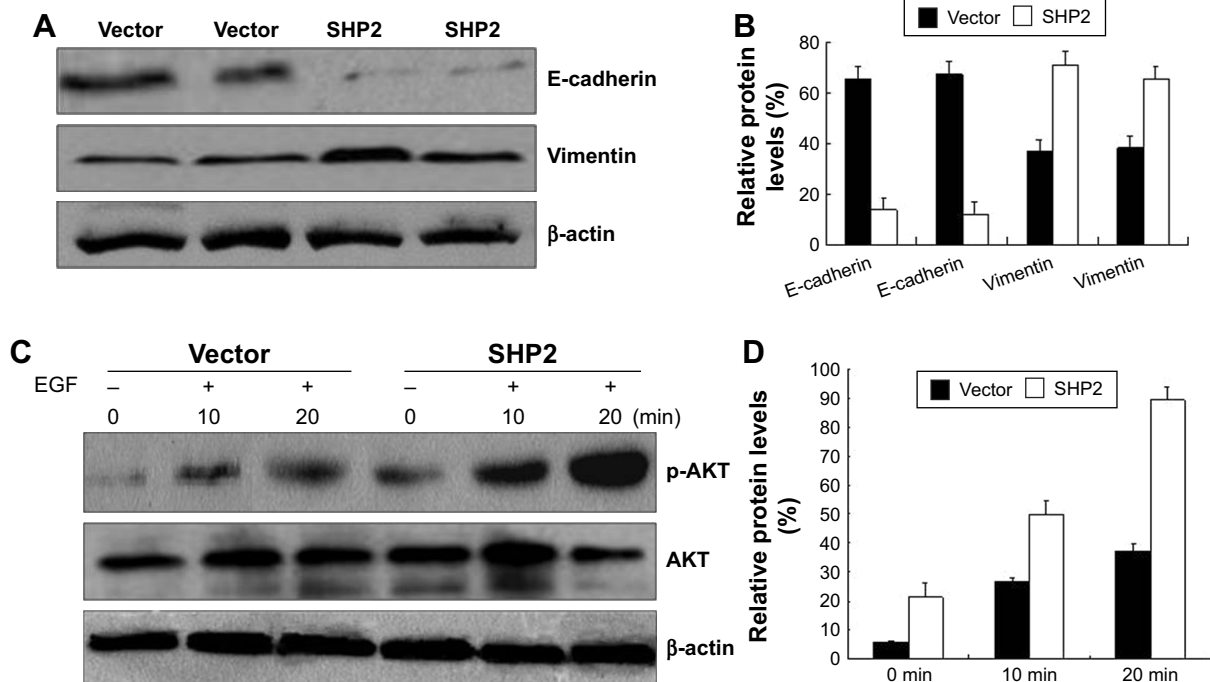 A
Vector Vector SHP2 SHP2
E-cadherin
Vimentin
β-actin
B
Vector SHP2
Relative protein
levels (%)
80
60
40
20
0
E-cadherin E-cadherin Vimentin Vimentin
C
Vector SHP2
EGF – + + – + +
0 10 20 0 10 20 (min)
p-AKT
AKT
β-actin
D
Vector SHP2
Relative protein levels
(%)
100
90
80
70
60
50
40
30
20
10
0
0 min 10 min 20 min